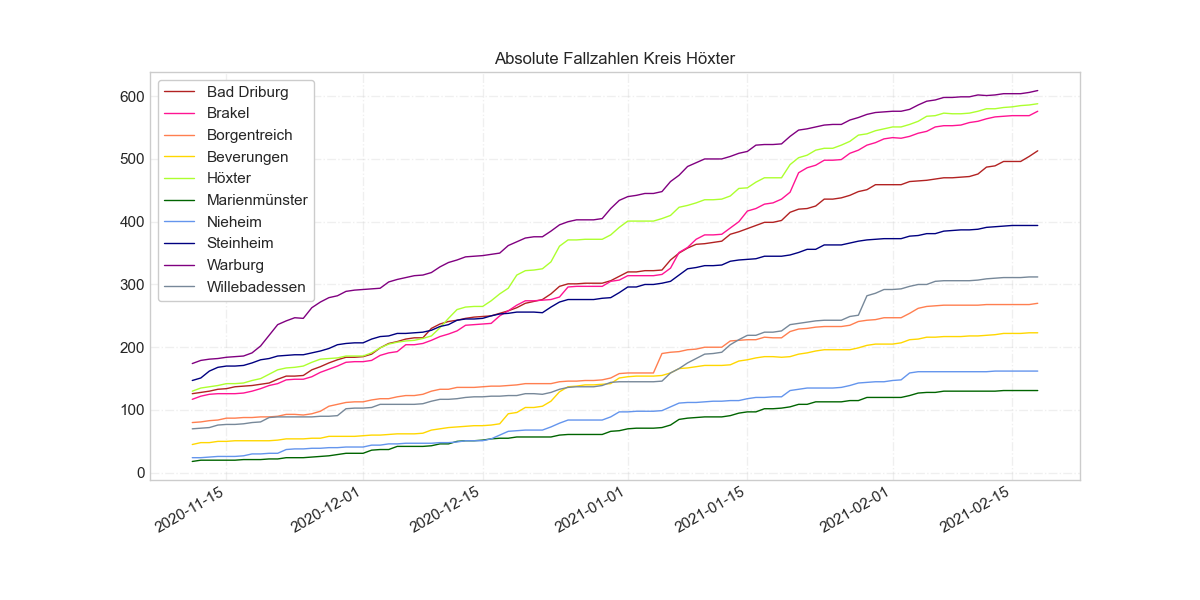 Absolute Fallzahlen Kreis Höxter
Bad Driburg
Brakel
Borgentreich
Beverungen
Höxter
Marienmünster
Nieheim
Steinheim
Warburg
Willebadessen
600
500
400
300
200
100
0
2020-11-15
2020-12-01
2020-12-15
2021-01-01
2021-01-15
2021-02-01
2021-02-15